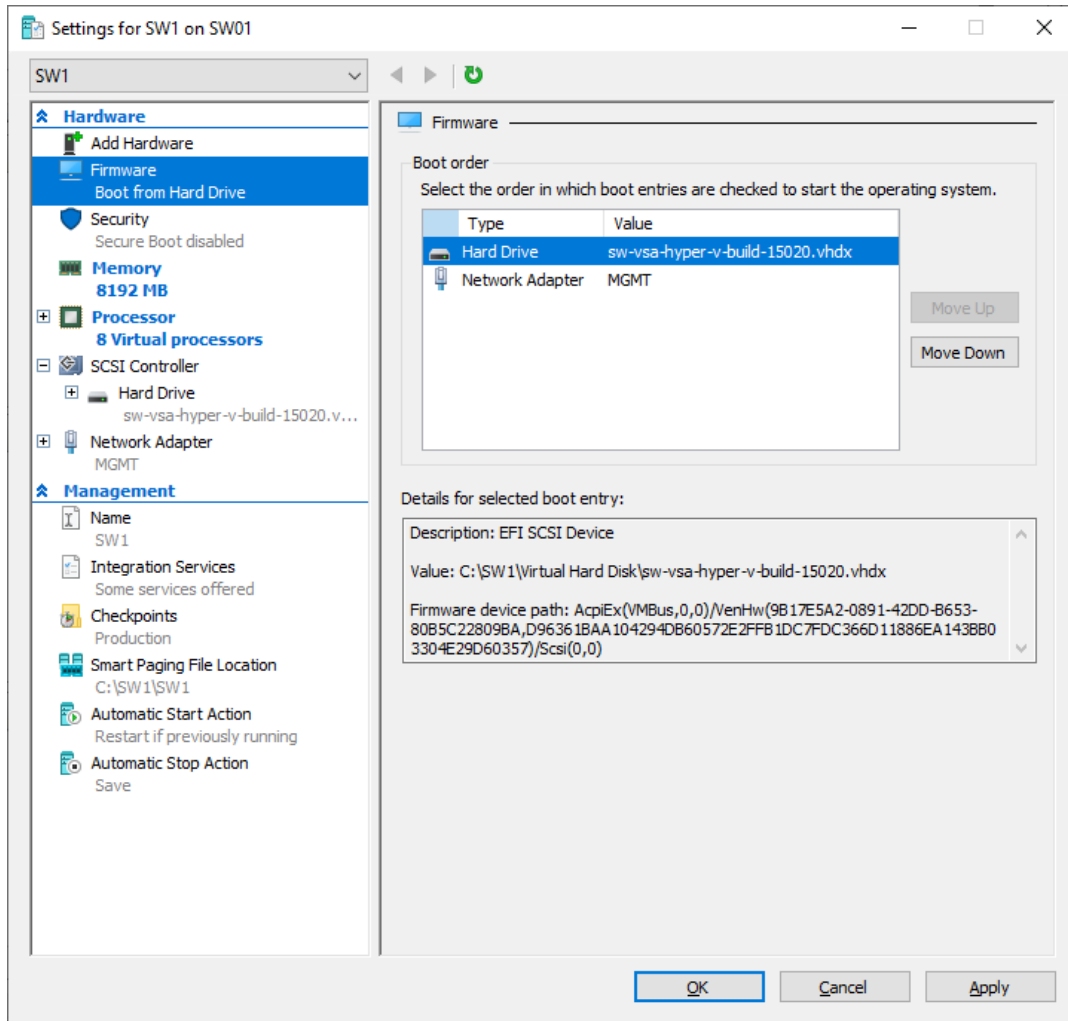 Settings for SW1 on SW01
SW1
Hardware
Add Hardware
Firmware
Boot from Hard Drive
Security
Secure Boot disabled
Memory
8192 MB
Processor
8 Virtual processors
SCSI Controller
Hard Drive
sw-vsa-hyper-v-build-15020.v...
Network Adapter
MGMT
Management
Name
SW1
Integration Services
Some services offered
Checkpoints
Production
Smart Paging File Location
C:\SW1\SW1
Automatic Start Action
Restart if previously running
Automatic Stop Action
Save
Firmware
Boot order
Select the order in which boot entries are checked to start the operating system.
Type Value
Hard Drive sw-vsa-hyper-v-build-15020.vhdx
Network Adapter MGMT
Move Up
Move Down
Details for selected boot entry:
Description: EFI SCSI Device
Value: C:\SW1\Virtual Hard Disk\sw-vsa-hyper-v-build-15020.vhdx
Firmware device path: AcpiEx(VMBus,0,0)/VenHw(9B17E5A2-0891-42DD-B653-
80B5C22809BA,D96361BAA104294DB60572E2FFB1DC7FDC366D11886EA143BB0
3304E29D60357)/Scsi(0,0)
OK
Cancel
Apply